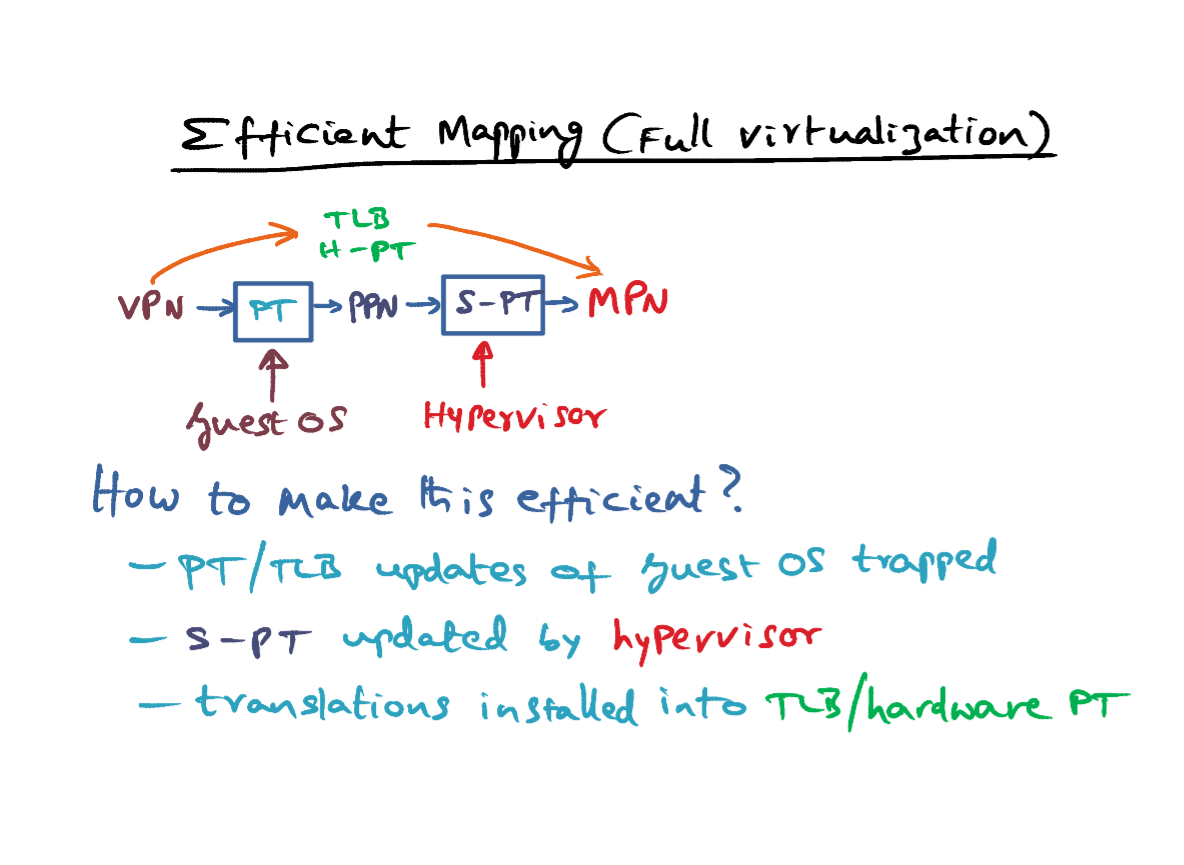 Efficient Mapping (Full virtualization)
TLB
H-PT
VPN → PT → PPN → S-PT → MPN
guest OS Hypervisor
How to make this efficient?
— PT/TLB updates of guest OS trapped
— S-PT updated by hypervisor
— translations installed into TLB/hardware PT